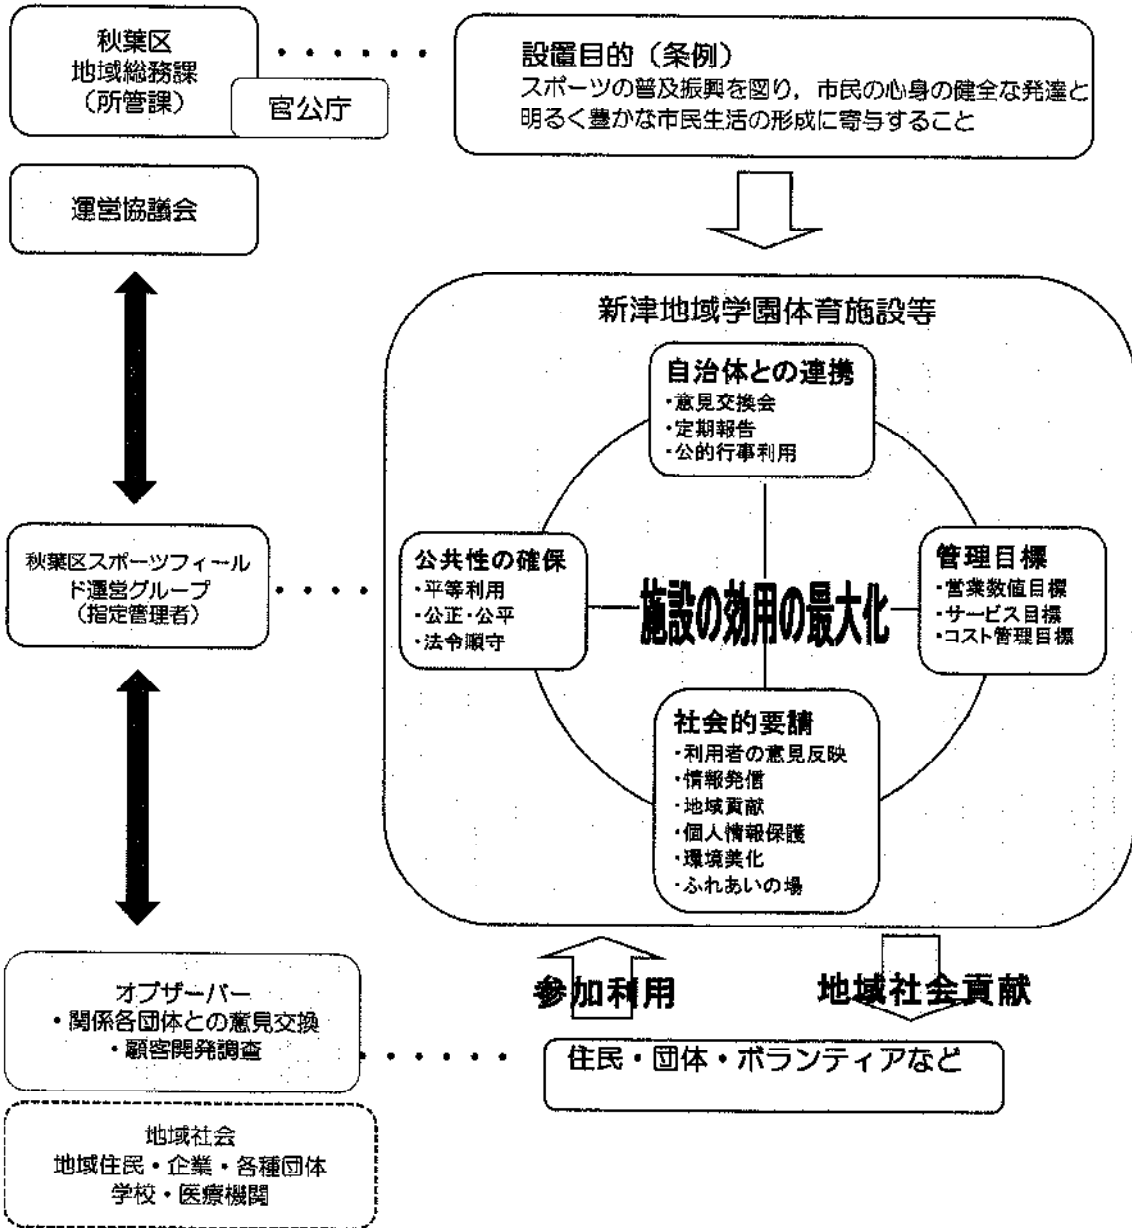 秋葉区
地域総務課
(所管課)
官公庁
設置目的(条例)
スポーツの普及振興を図り,市民の心身の健全な発達と
明るく豊かな市民生活の形成に寄与すること
運営協議会
新津地域学園体育施設等
自治体との連携
・意見交換会
・定期報告
・公的行事利用
秋葉区スポーツフィール
ド運営グループ
(指定管理者)
公共性の確保
・平等利用
・公正・公平
・法令順守
施設の効用の最大化
管理目標
・営業数値目標
・サービス目標
・コスト管理目標
社会的要請
・利用者の意見反映
・情報発信
・地域貢献
・個人情報保護
・環境美化
・ふれあいの場
参加利用
地域社会貢献
オブザーバー
・関係各団体との意見交換
・顧客開発調査
住民・団体・ボランティアなど
地域社会
地域住民・企業・各種団体
学校・医療機関